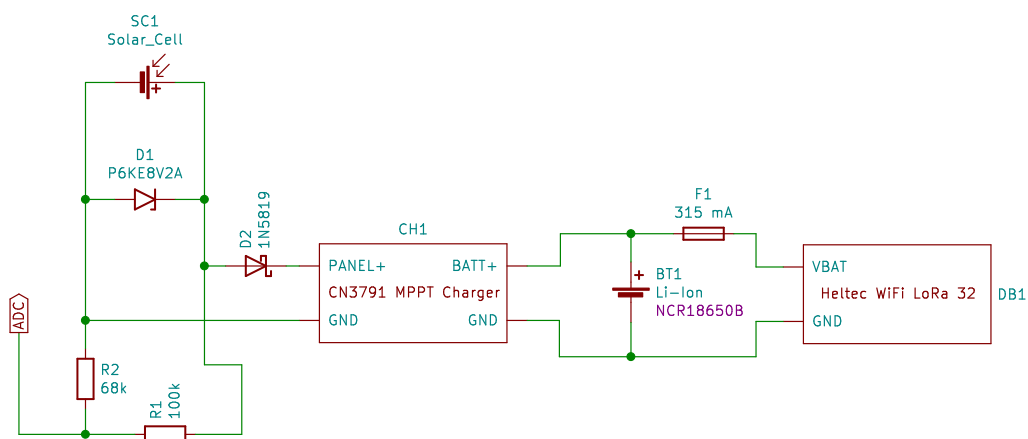 SC1
Solar_Cell
D1
P6KE8V2A
D2
1N5819
CH1
PANEL+
BATT+
CN3791 MPPT Charger
GND
GND
F1
315 mA
BT1
Li-Ion
NCR18650B
VBAT
Heltec WiFi LoRa 32
GND
DB1
ADC
R2
68k
R1
100k